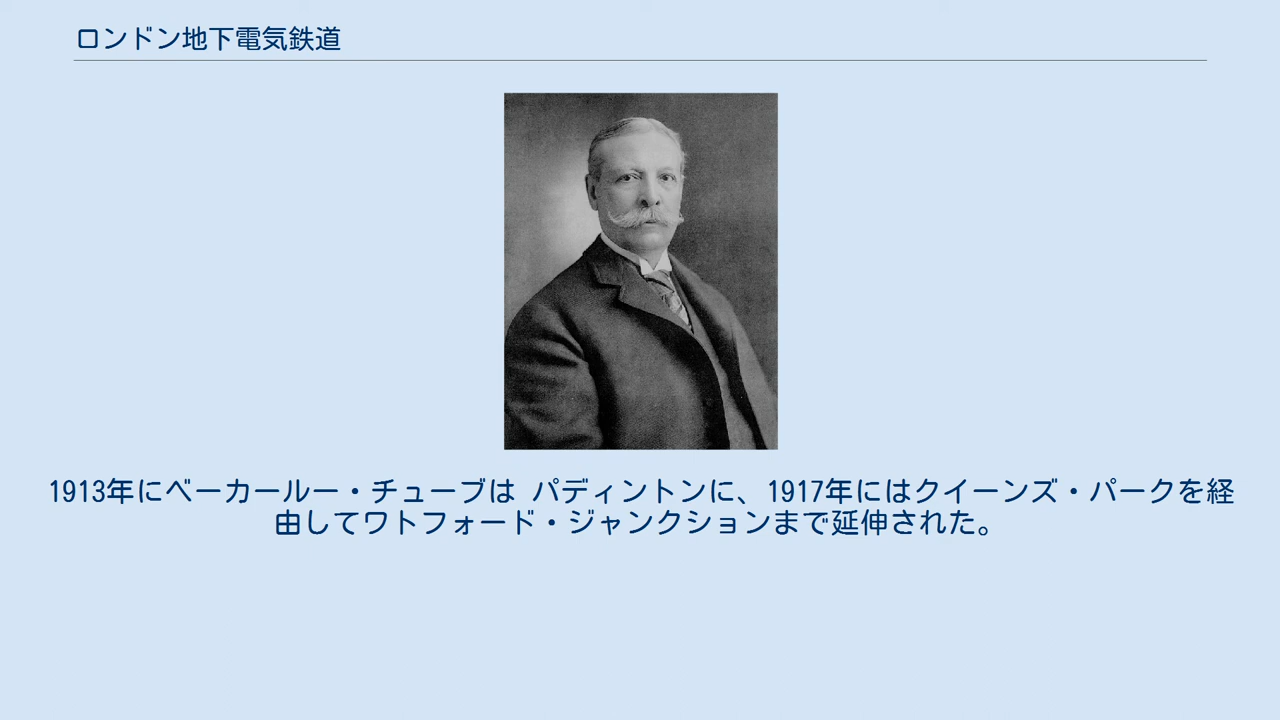 ロンドン地下電気鉄道
1913年にベーカールー・チューブは パディントンに、1917年にはクイーンズ・パークを経
由してワトフォード・ジャンクションまで延伸された。